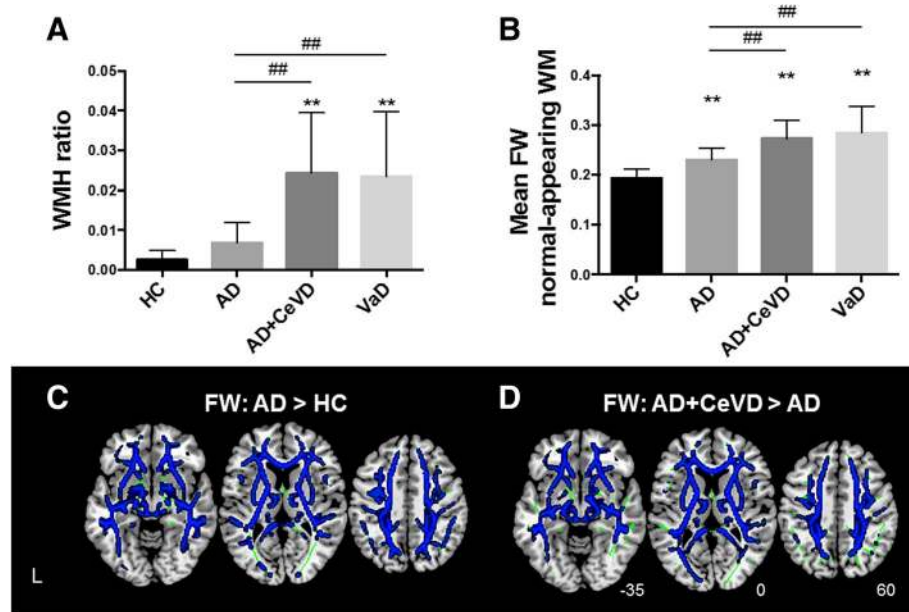 A
##
##
0.05
0.04
0.03
0.02
0.01
0.00
**
**
WMH ratio
HC
AD
AD+CeVD
VaD
B
##
##
0.4
0.3
0.2
0.1
0.0
**
**
**
Mean FW
normal-appearing WM
HC
AD
AD+CeVD
VaD
C
FW: AD > HC
L
D
FW: AD+CeVD > AD
-35
0
60